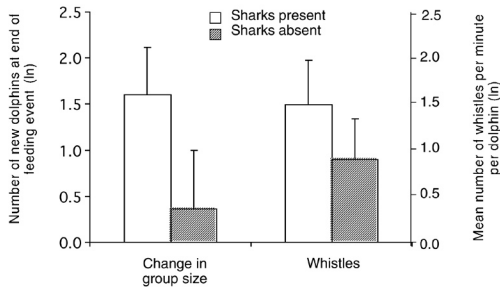 Sharks present
Sharks absent
Number of new dolphins at end of
feeding event (ln)
2.5
2.0
1.5
1.0
0.5
0.0
2.5
2.0
1.5
1.0
0.5
0.0
Mean number of whistles per minute
per dolphin (ln)
Change in
group size
Whistles